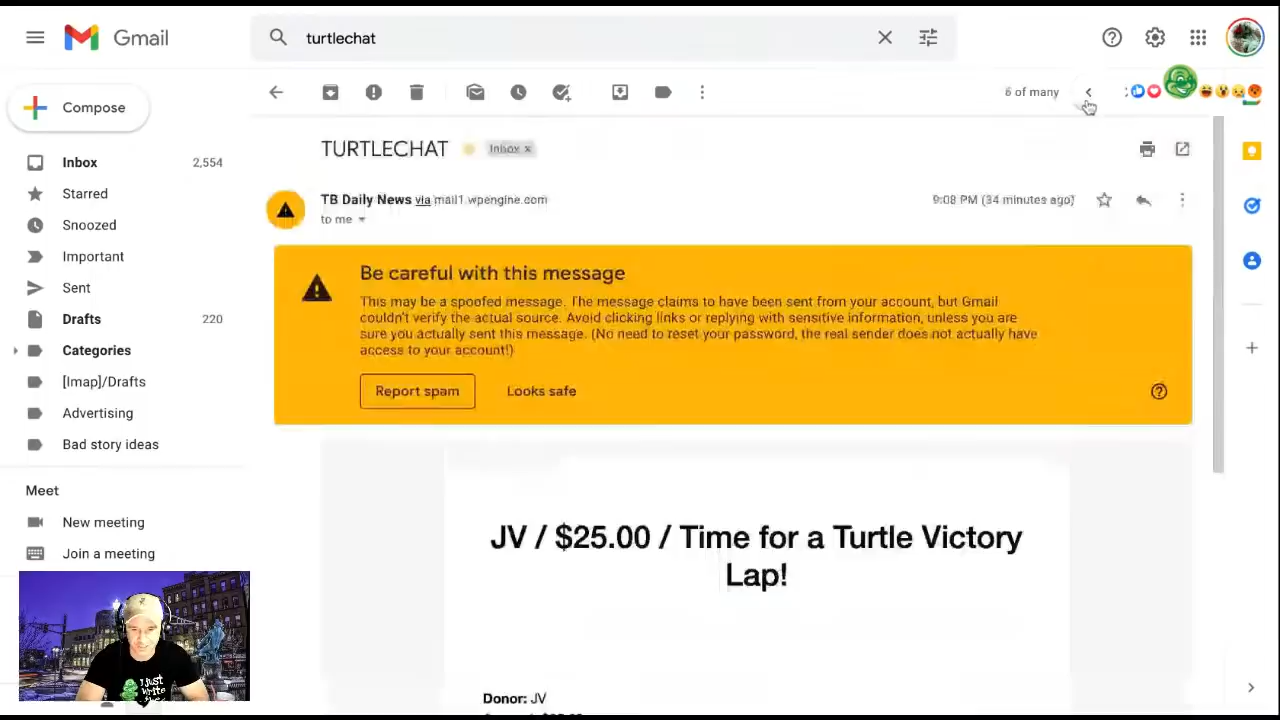 Gmail
turtlechat
Compose
6 of many
TURTLECHAT
Inbox x
Inbox 2,554
Starred
Snoozed
Important
Sent
Drafts 220
Categories
[Imap]/Drafts
Advertising
Bad story ideas
Meet
New meeting
Join a meeting
TB Daily News via mail1.wpengine.com
9:08 PM (34 minutes ago)
to me
Be careful with this message
This may be a spoofed message. The message claims to have been sent from your account, but Gmail
couldn't verify the actual source. Avoid clicking links or replying with sensitive information, unless you are
sure you actually sent this message. (No need to reset your password, the real sender does not actually have
access to your account!)
Report spam
Looks safe
JV / $25.00 / Time for a Turtle Victory
Lap!
Donor: JV
I Just
write